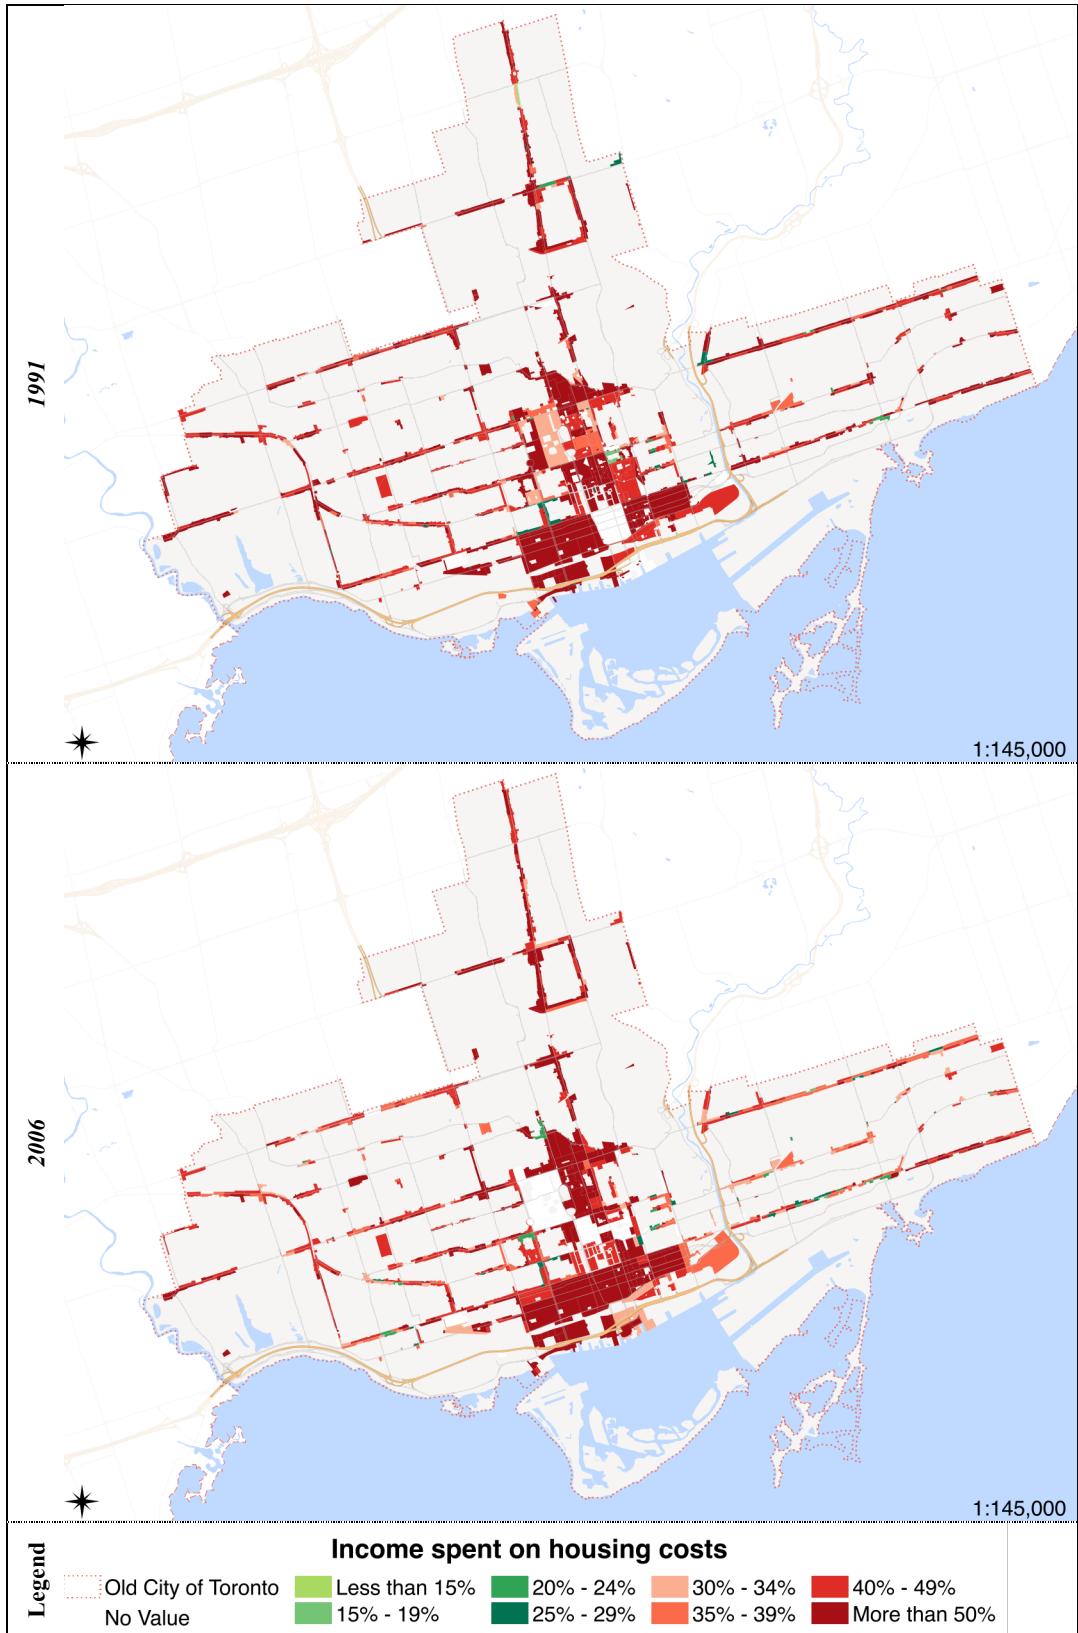 1991
1:145,000
2006
1:145,000
Legend
Income spent on housing costs
Old City of Toronto
No Value
Less than 15%
15% - 19%
20% - 24%
25% - 29%
30% - 34%
35% - 39%
40% - 49%
More than 50%